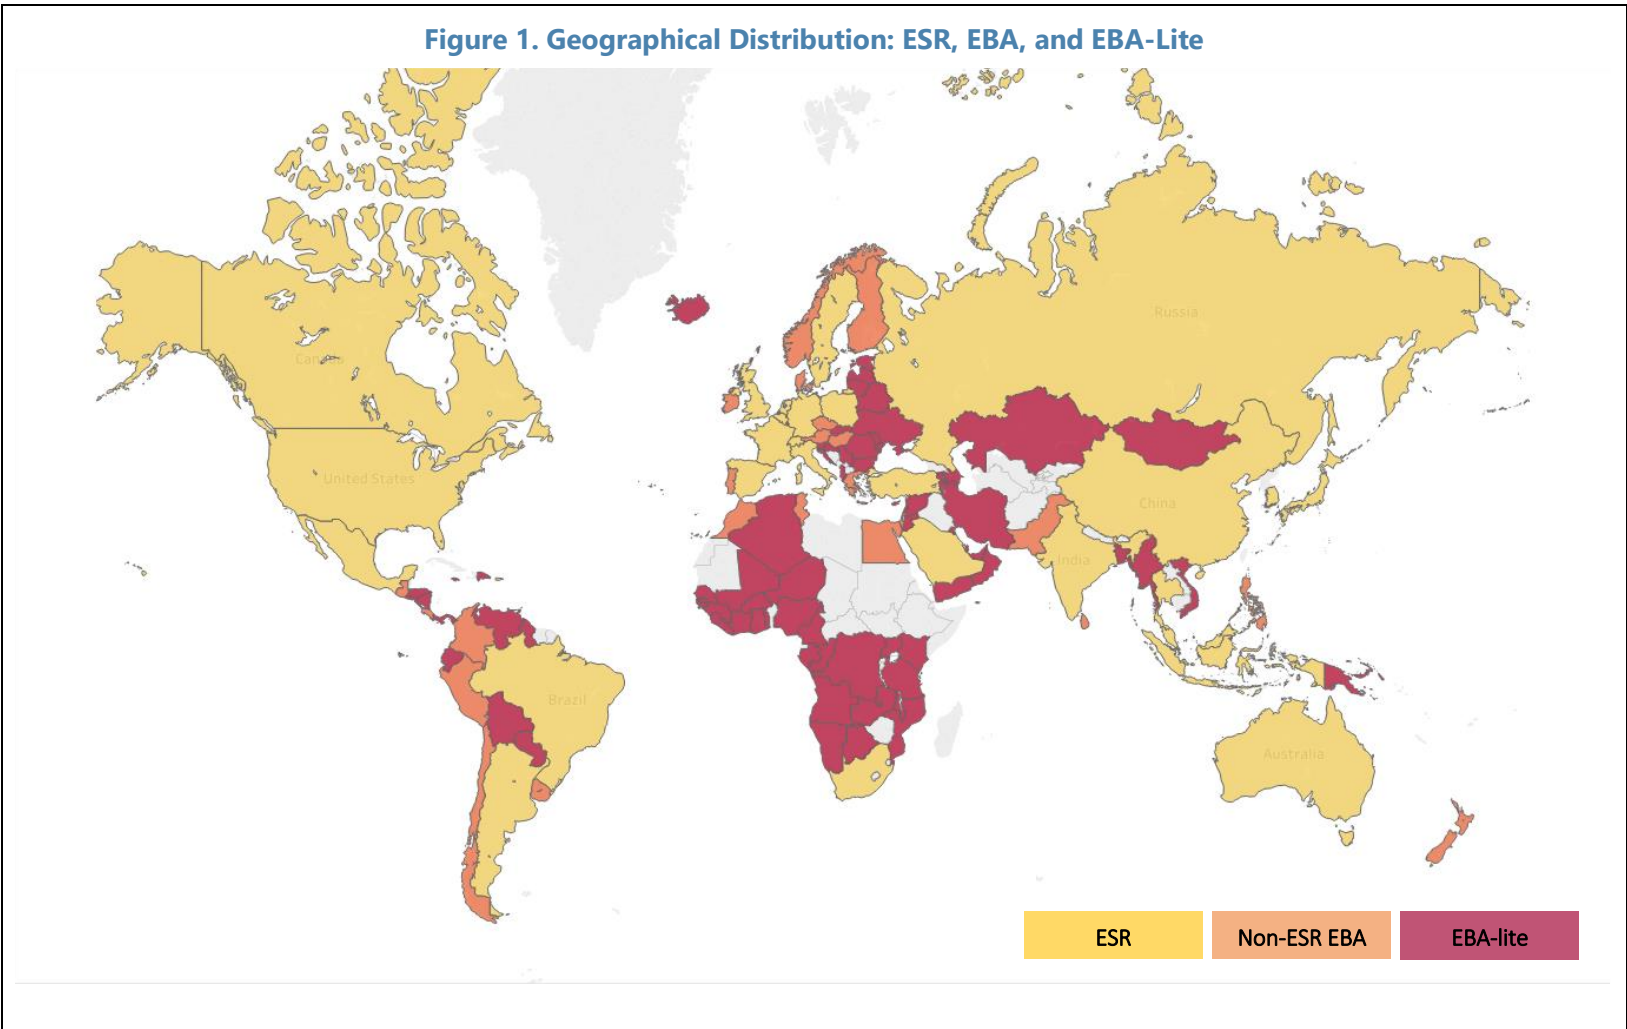 Figure 1. Geographical Distribution: ESR, EBA, and EBA-Lite
Russia
Canada
United States
China
India
Brazil
Australia
ESR
Non-ESR EBA
EBA-lite